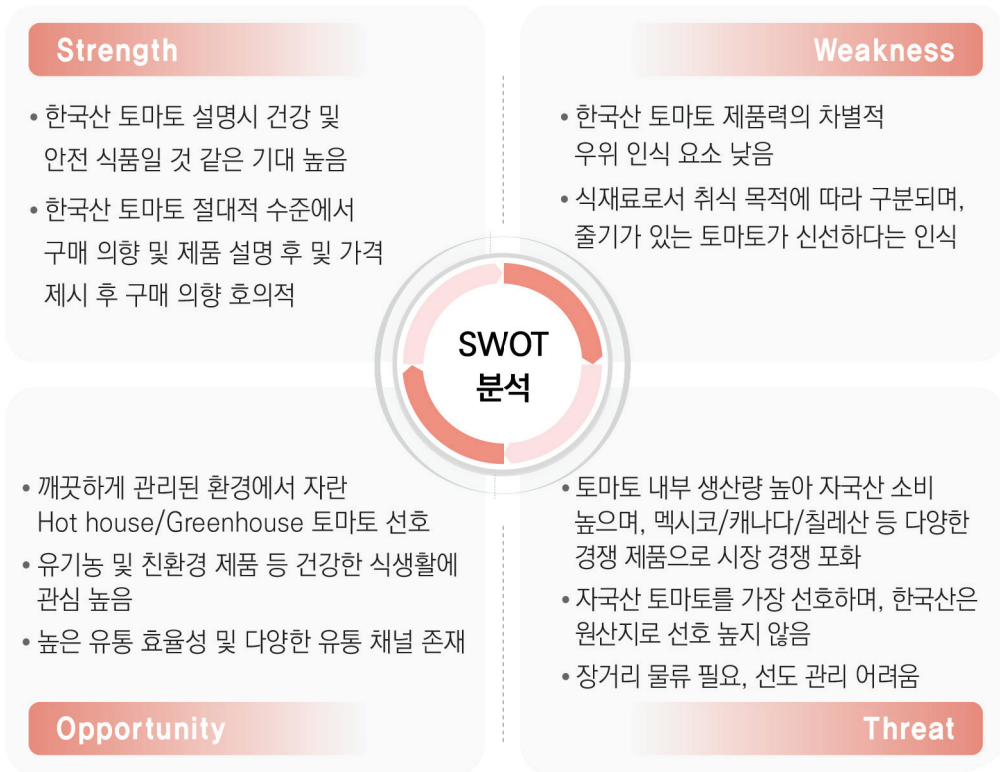 Strength
• 한국산 토마토 설명시 건강 및
안전 식품일 것 같은 기대 높음
• 한국산 토마토 절대적 수준에서
구매 의향 및 제품 설명 후 및 가격
제시 후 구매 의향 호의적
Weakness
• 한국산 토마토 제품력의 차별적
우위 인식 요소 낮음
• 식재료로서 취식 목적에 따라 구분되며,
줄기가 있는 토마토가 신선하다는 인식
SWOT
분석
• 깨끗하게 관리된 환경에서 자란
Hot house/Greenhouse 토마토 선호
• 유기농 및 친환경 제품 등 건강한 식생활에
관심 높음
• 높은 유통 효율성 및 다양한 유통 채널 존재
Opportunity
• 토마토 내부 생산량 높아 자국산 소비
높으며, 멕시코/캐나다/칠레산 등 다양한
경쟁 제품으로 시장 경쟁 포화
• 자국산 토마토를 가장 선호하며, 한국산은
원산지로 선호 높지 않음
• 장거리 물류 필요, 선도 관리 어려움
Threat